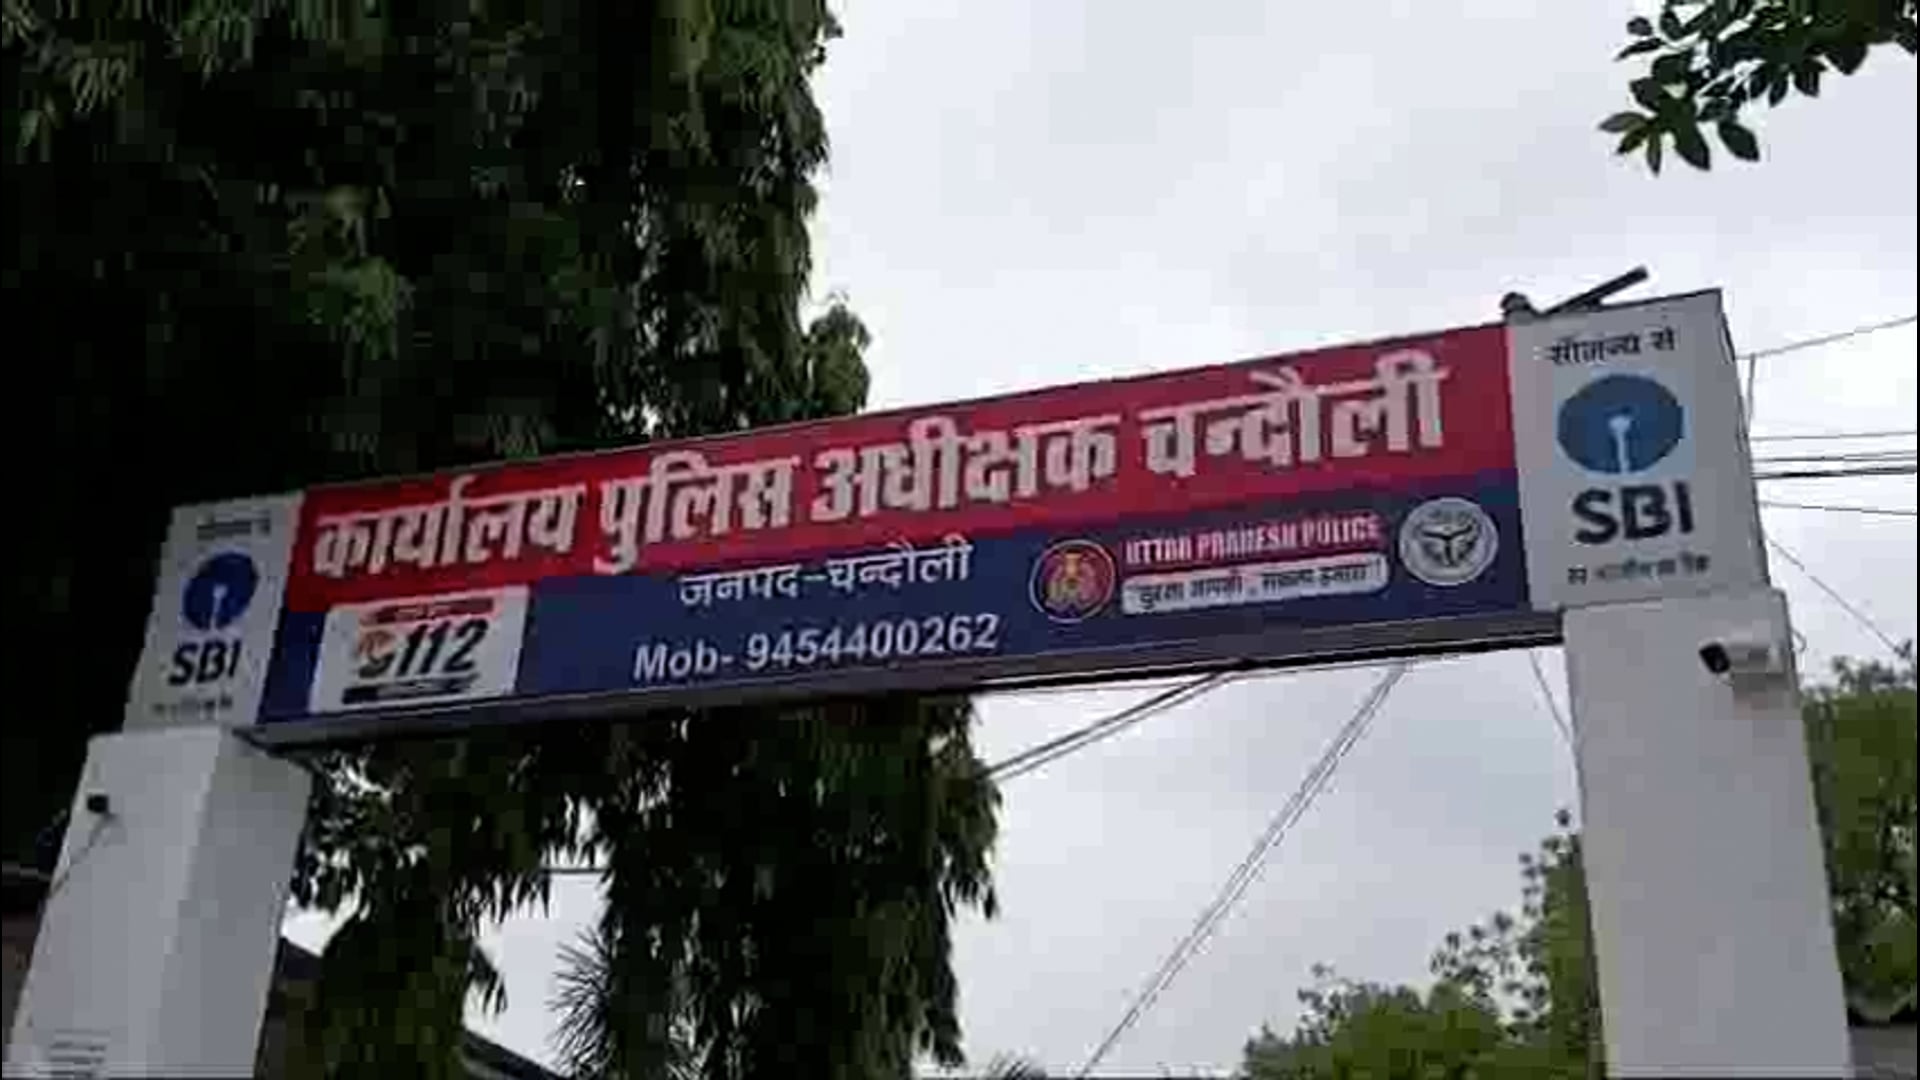 कार्यालय पुलिस अधीक्षक चन्दौली
जनपद-चन्दौली
Mob- 9454400262
112
UTTAR PRADESH POLICE
सौजन्य से
SBI
SBI